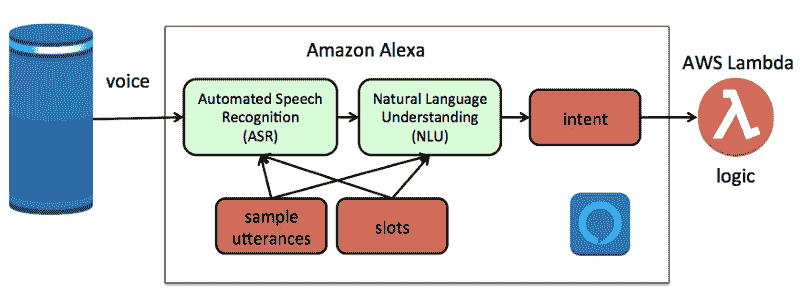 Amazon Alexa
AWS Lambda
voice
Automated Speech
Recognition
(ASR)
Natural Language
Understanding
(NLU)
intent
logic
sample
utterances
slots